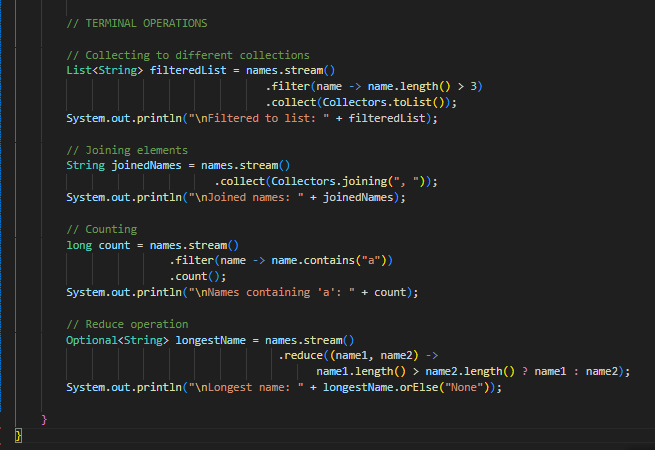 // TERMINAL OPERATIONS
// Collecting to different collections
List<String> filteredList = names.stream()
.filter(name -> name.length() > 3)
.collect(Collectors.toList());
System.out.println("\nFiltered to list: " + filteredList);
// Joining elements
String joinedNames = names.stream()
.collect(Collectors.joining(", "));
System.out.println("\nJoined names: " + joinedNames);
// Counting
long count = names.stream()
.filter(name -> name.contains("a"))
.count();
System.out.println("\nNames containing 'a': " + count);
// Reduce operation
Optional<String> longestName = names.stream()
.reduce((name1, name2) ->
name1.length() > name2.length() ? name1 : name2);
System.out.println("\nLongest name: " + longestName.orElse("None"));
}
}